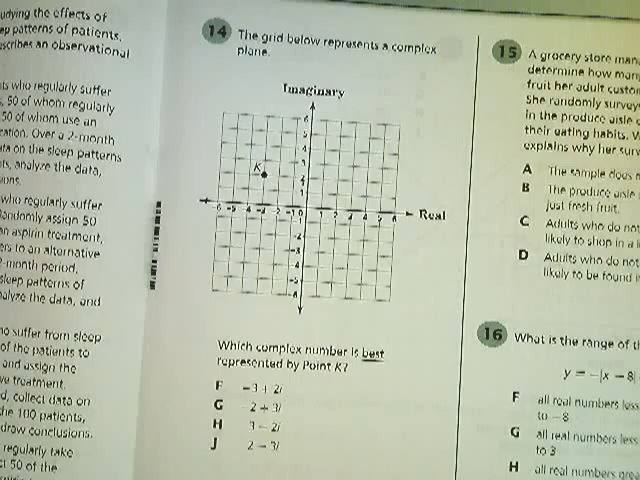 udying the effects of
ep patterns of patients.
scribes an observational
ts who regularly suffer
, 50 of whom regularly
50 of whom use an
cation. Over a 2-month
ata on the sleep patterns
ts, analyze the data,
ions.
who regularly suffer
andomly assign 50
an aspirin treatment,
ers to an alternative
-month period,
sleep patterns of
nalyze the data, and
no suffer from sleep
of the patients to
and assign the
ve treatment.
d, collect data on
he 100 patients,
draw conclusions.
regularly take
ct 50 of the
14 The grid below represents a complex
plane.
Imaginary
K
Real
Which complex number is best
represented by Point K?
F −3 + 2i
G 2 + 3i
H 3 − 2i
J 2 − 3i
15 A grocery store man
determine how man
fruit her adult custo
She randomly survey
in the produce aisle
their eating habits. W
explains why her surv
A The sample does n
B The produce aisle
just fresh fruit.
C Adults who do not
likely to shop in a
D Adults who do not
likely to be found i
16 What is the range of th
y = −|x − 8|
F all real numbers less
to −8
G all real numbers less
to 3
H all real numbers grea